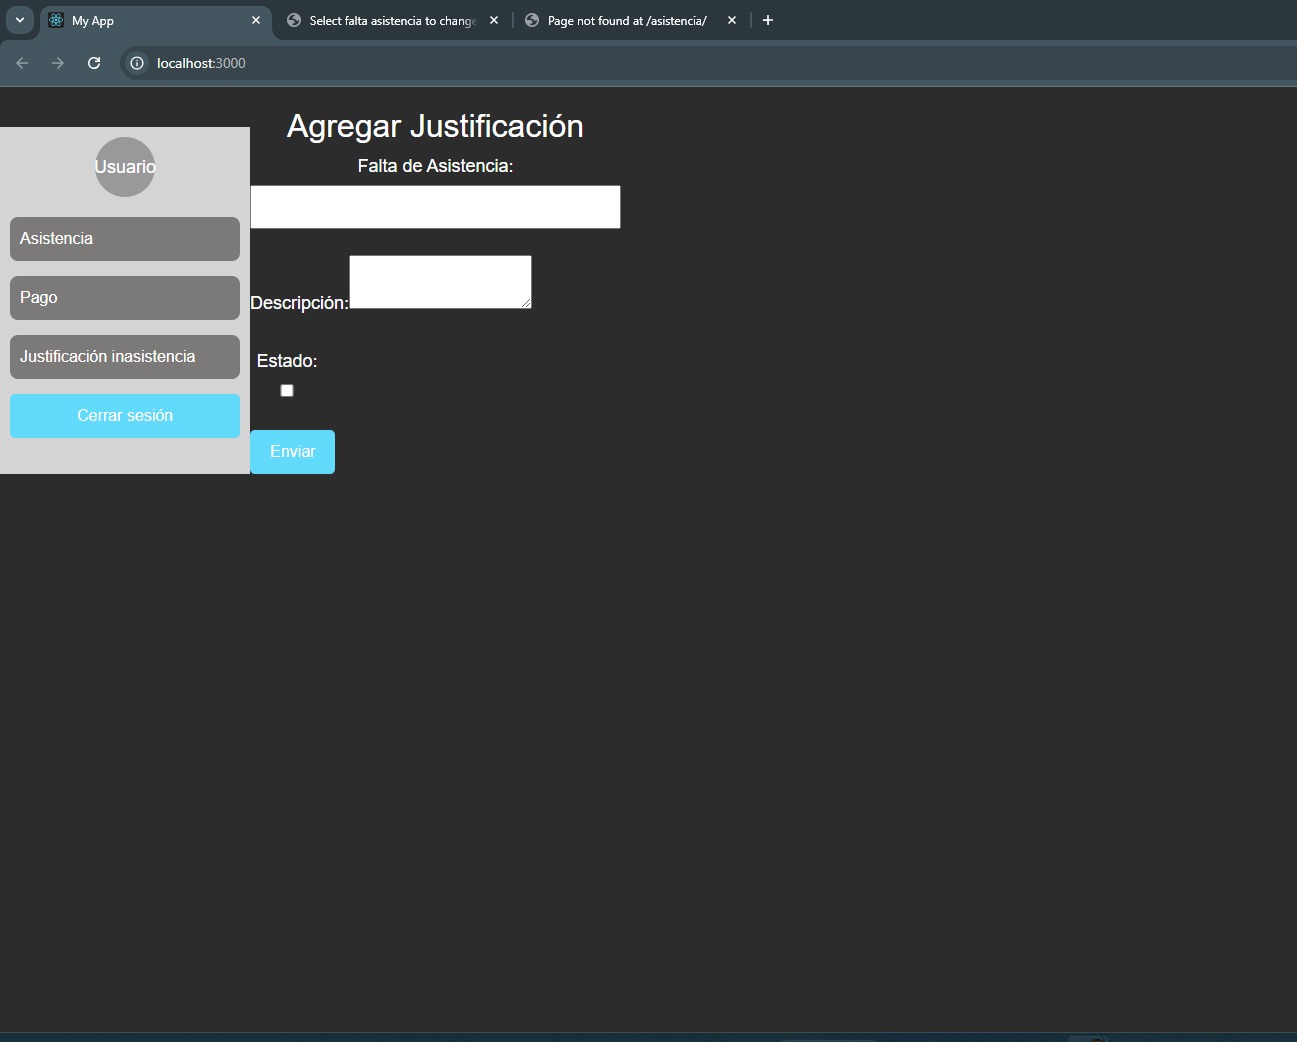 My App
Select falta asistencia to change
Page not found at /asistencia/
localhost:3000
Agregar Justificación
Usuario
Asistencia
Pago
Justificación inasistencia
Cerrar sesión
Falta de Asistencia:
Descripción:
Estado:
Enviar